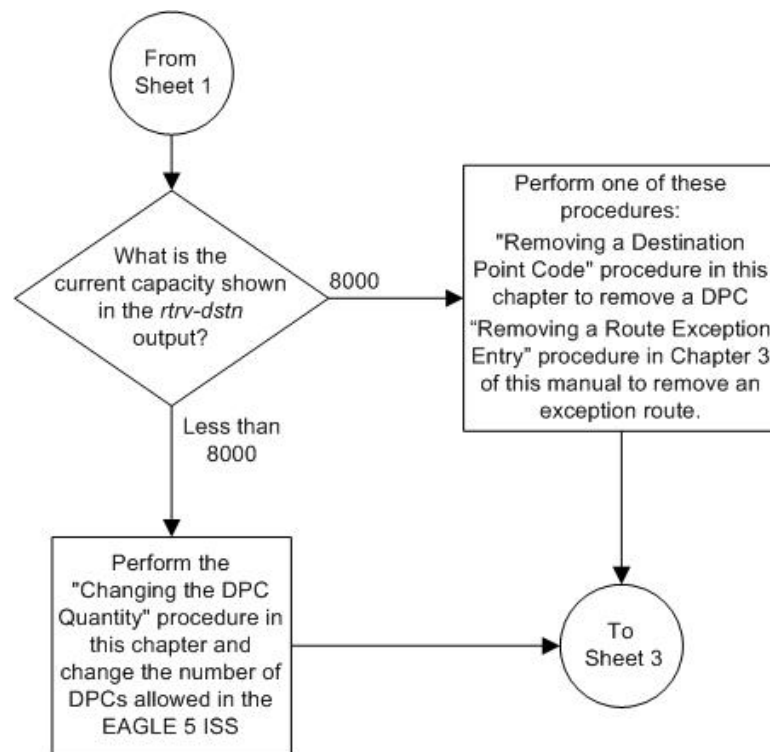 From
Sheet 1
What is the
current capacity shown
in the rtrv-dstn
output?
8000
Perform one of these
procedures:
"Removing a Destination
Point Code" procedure in this
chapter to remove a DPC
“Removing a Route Exception
Entry” procedure in Chapter 3
of this manual to remove an
exception route.
Less than
8000
Perform the
"Changing the DPC
Quantity" procedure in
this chapter and
change the number of
DPCs allowed in the
EAGLE 5 ISS
To
Sheet 3